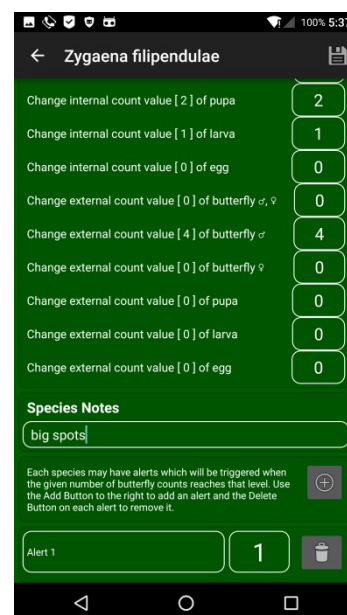 100% 5:37
Zygaena filipendulae
Change internal count value [ 2 ] of pupa 2
Change internal count value [ 1 ] of larva 1
Change internal count value [ 0 ] of egg 0
Change external count value [ 0 ] of butterfly ♂, ♀ 0
Change external count value [ 4 ] of butterfly ♂ 4
Change external count value [ 0 ] of butterfly ♀ 0
Change external count value [ 0 ] of pupa 0
Change external count value [ 0 ] of larva 0
Change external count value [ 0 ] of egg 0
Species Notes
big spots
Each species may have alerts which will be triggered when
the given number of butterfly counts reaches that level. Use
the Add Button to the right to add an alert and the Delete
Button on each alert to remove it.
Alert 1 1